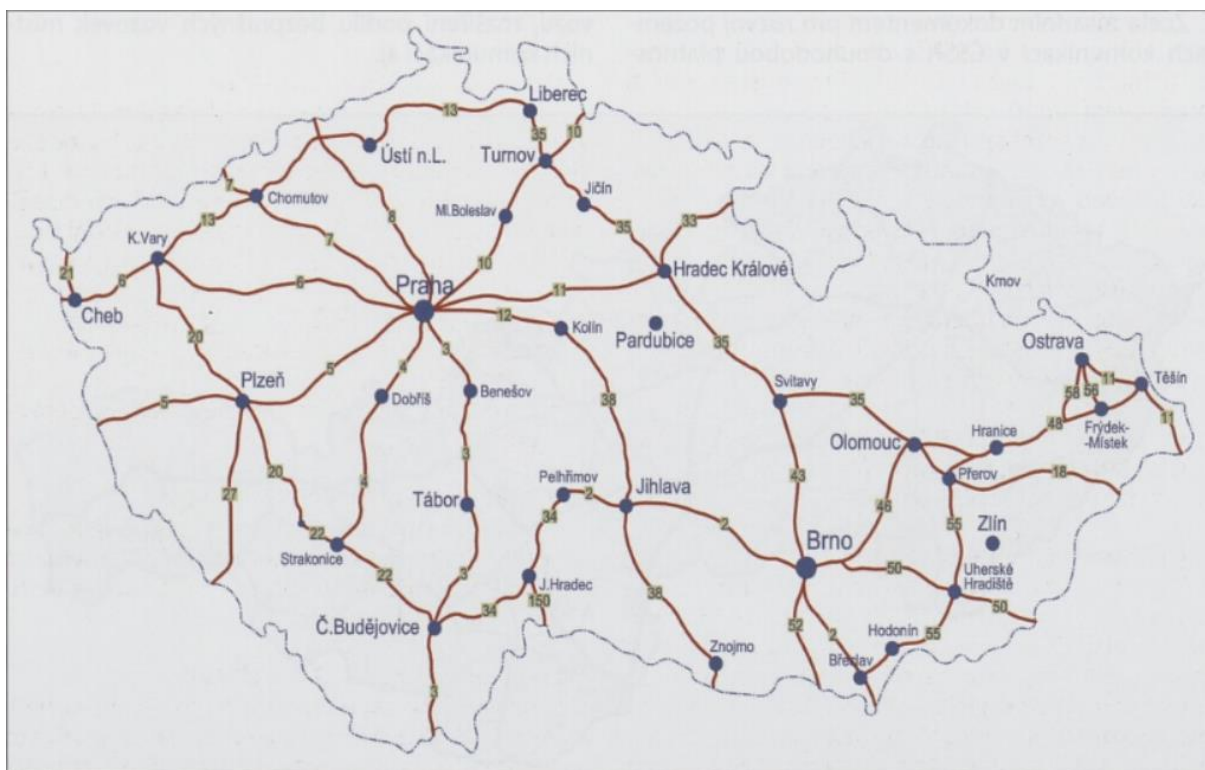 Liberec
13
35
10
Ústí n.L.
Turnov
7
Chomutov
Jičín
13
8
Ml.Boleslav
35
33
K.Vary
7
10
Hradec Králové
21
6
6
11
Krnov
Praha
Cheb
12
Kolín
Pardubice
20
3
35
Ostrava
5
4
Plzeň
11
Těšín
Benešov
Svitavy
58
56
5
Dobříš
38
35
11
48
Frýdek-
-Místek
Hranice
Olomouc
20
3
Pelhřimov
43
Přerov
18
4
27
2
Jihlava
Tábor
46
34
22
2
55
Zlín
Strakonice
Brno
22
3
50
Uherské
Hradiště
J.Hradec
38
34
150
50
Č.Budějovice
52
2
Hodonín
55
Znojmo
Břeclav
3